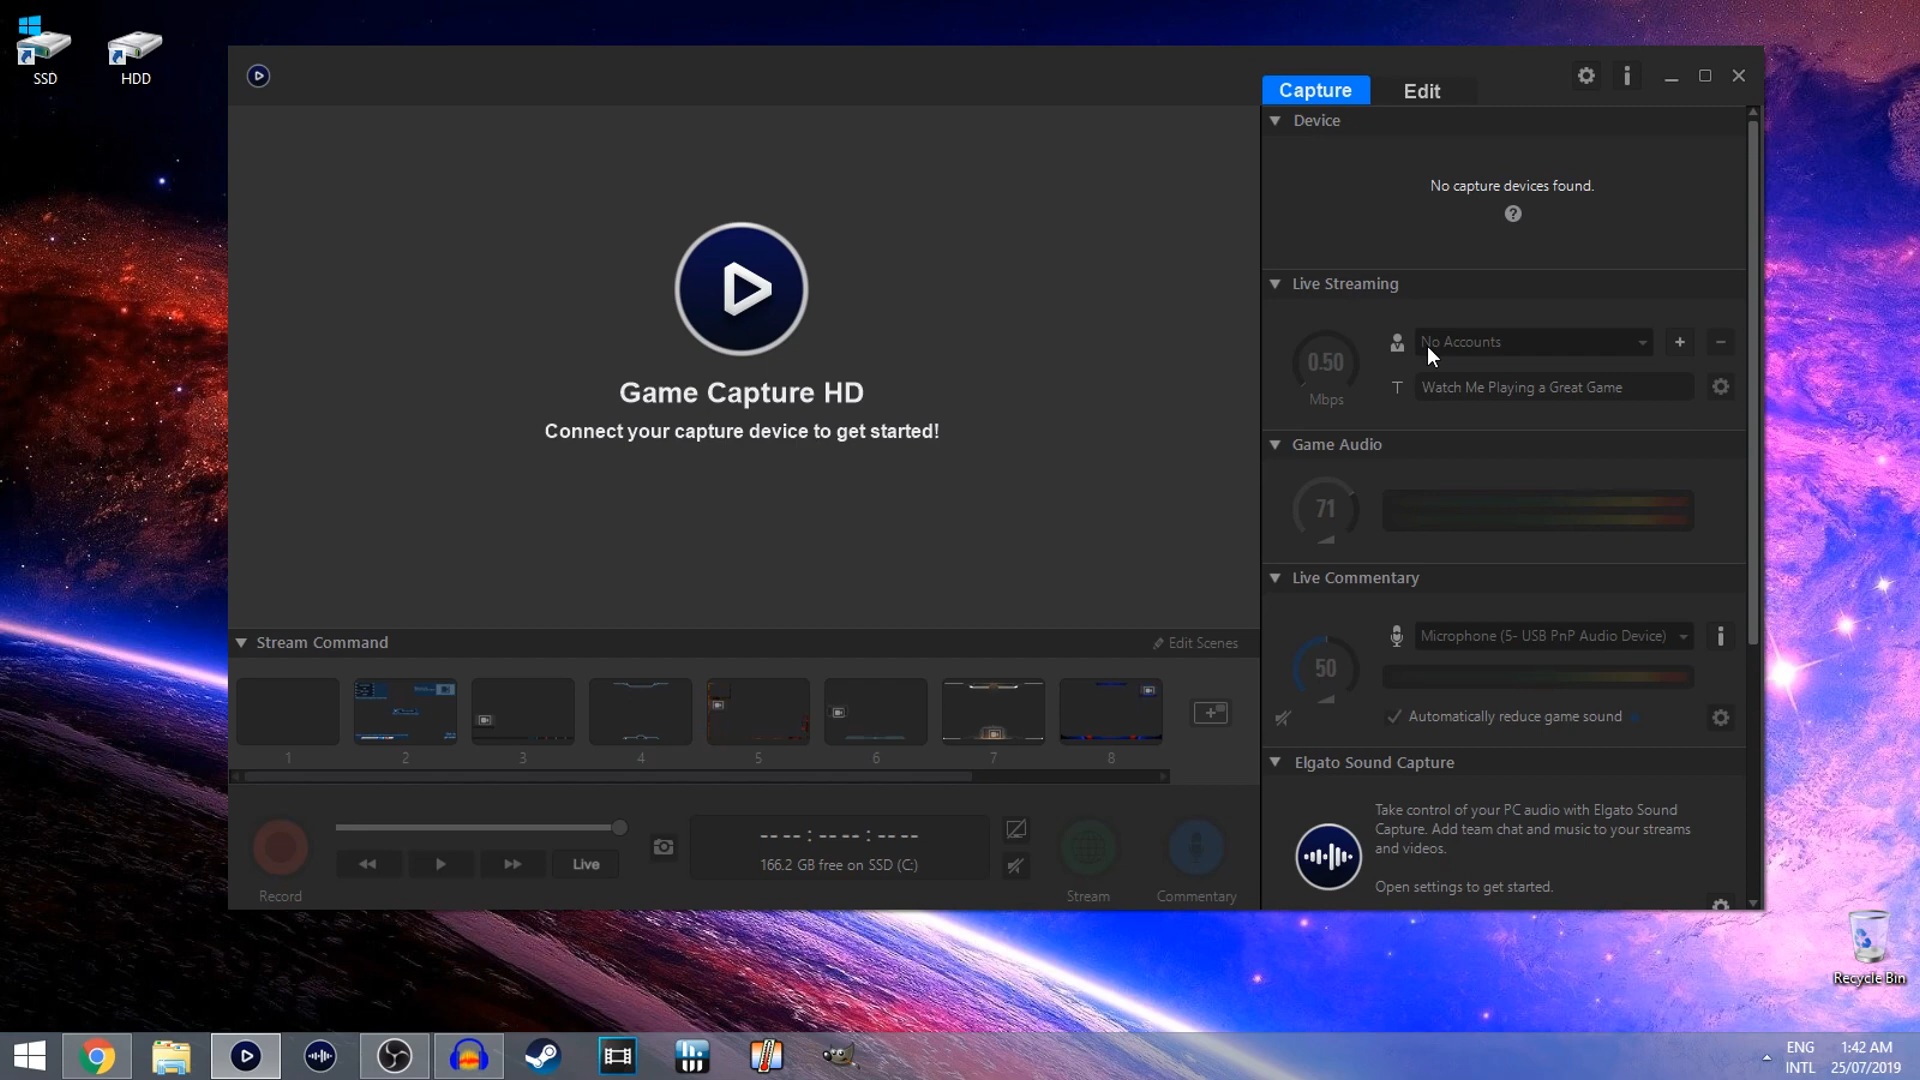 SSD
HDD
Capture
Edit
Device
No capture devices found.
Live Streaming
0.50
Mbps
No Accounts
T
Watch Me Playing a Great Game
Game Capture HD
Connect your capture device to get started!
Game Audio
71
Live Commentary
Microphone (5- USB PnP Audio Device)
50
Automatically reduce game sound
Stream Command
Edit Scenes
1 2 3 4 5 6 7 8
Elgato Sound Capture
Take control of your PC audio with Elgato Sound
Capture. Add team chat and music to your streams
and videos.
Open settings to get started.
-- -- : -- -- : -- --
166.2 GB free on SSD (C:)
Live
Record
Stream
Commentary
Recycle Bin
ENG
INTL
1:42 AM
25/07/2019